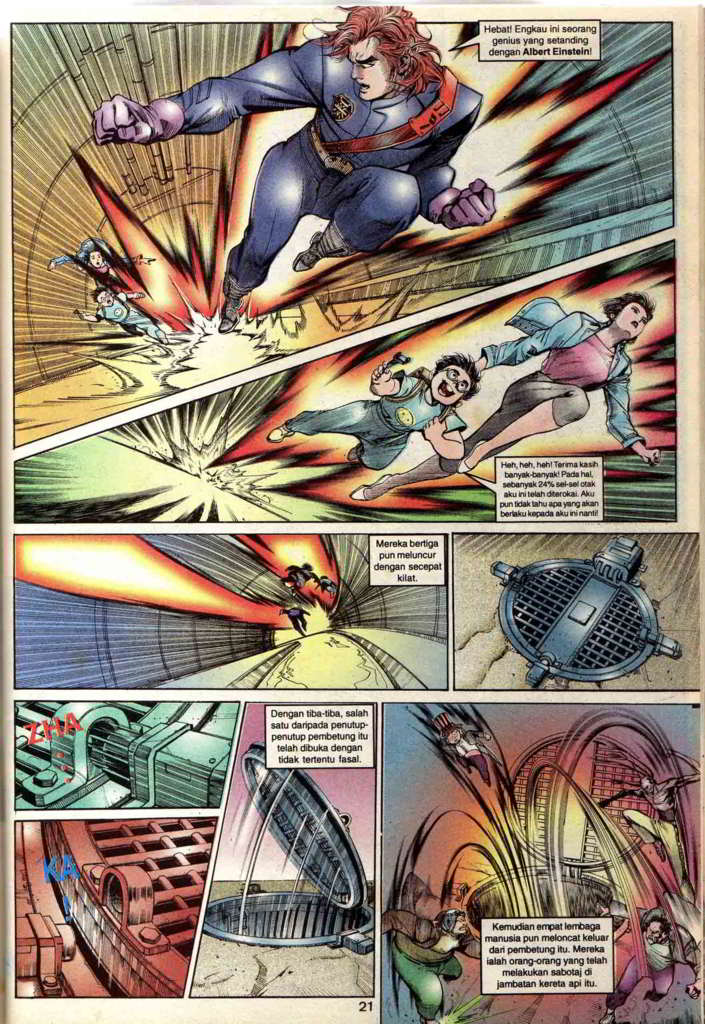 Hebat! Engkau ini seorang
genius yang setanding
dengan Albert Einstein!
Heh, heh, heh! Terima kasih
banyak-banyak! Pada hal,
sebanyak 24% sel-sel otak
aku ini telah diterokai. Aku
pun tidak tahu apa yang akan
berlaku kepada aku ini nanti!
Mereka bertiga
pun meluncur
dengan secepat
kilat.
ZHA
Dengan tiba-tiba, salah
satu daripada penutup-
penutup pembetung itu
telah dibuka dengan
tidak tertentu fasal.
KA
!
Kemudian empat lembaga
manusia pun meloncat keluar
dari pembetung itu. Mereka
ialah orang-orang yang telah
melakukan sabotaj di
jambatan kereta api itu.
21